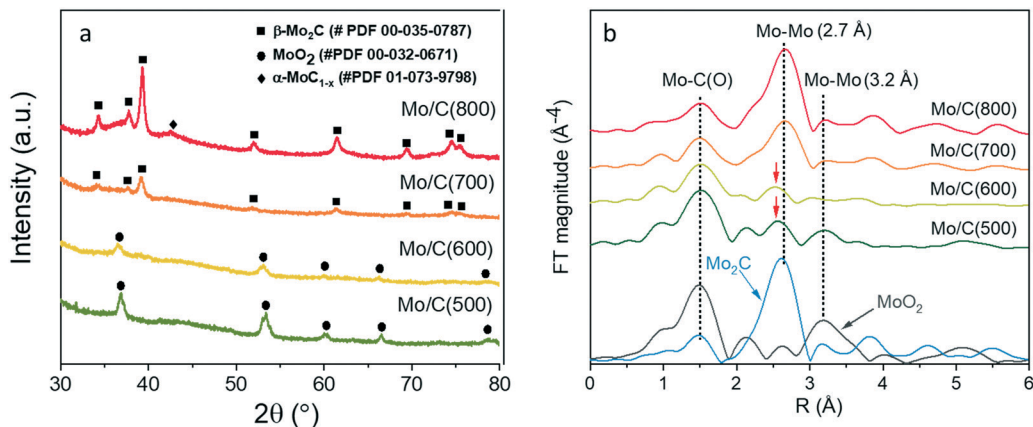 a
β-Mo₂C (# PDF 00-035-0787)
MoO₂ (#PDF 00-032-0671)
α-MoC₁₋ₓ (#PDF 01-073-9798)
Mo/C(800)
Mo/C(700)
Mo/C(600)
Mo/C(500)
Intensity (a.u.)
30 40 50 60 70 80
2θ (°)
b
Mo-Mo (2.7 Å)
Mo-C(O)
Mo-Mo (3.2 Å)
Mo/C(800)
Mo/C(700)
Mo/C(600)
Mo/C(500)
Mo₂C
MoO₂
FT magnitude (Å⁻⁴)
0 1 2 3 4 5 6
R (Å)